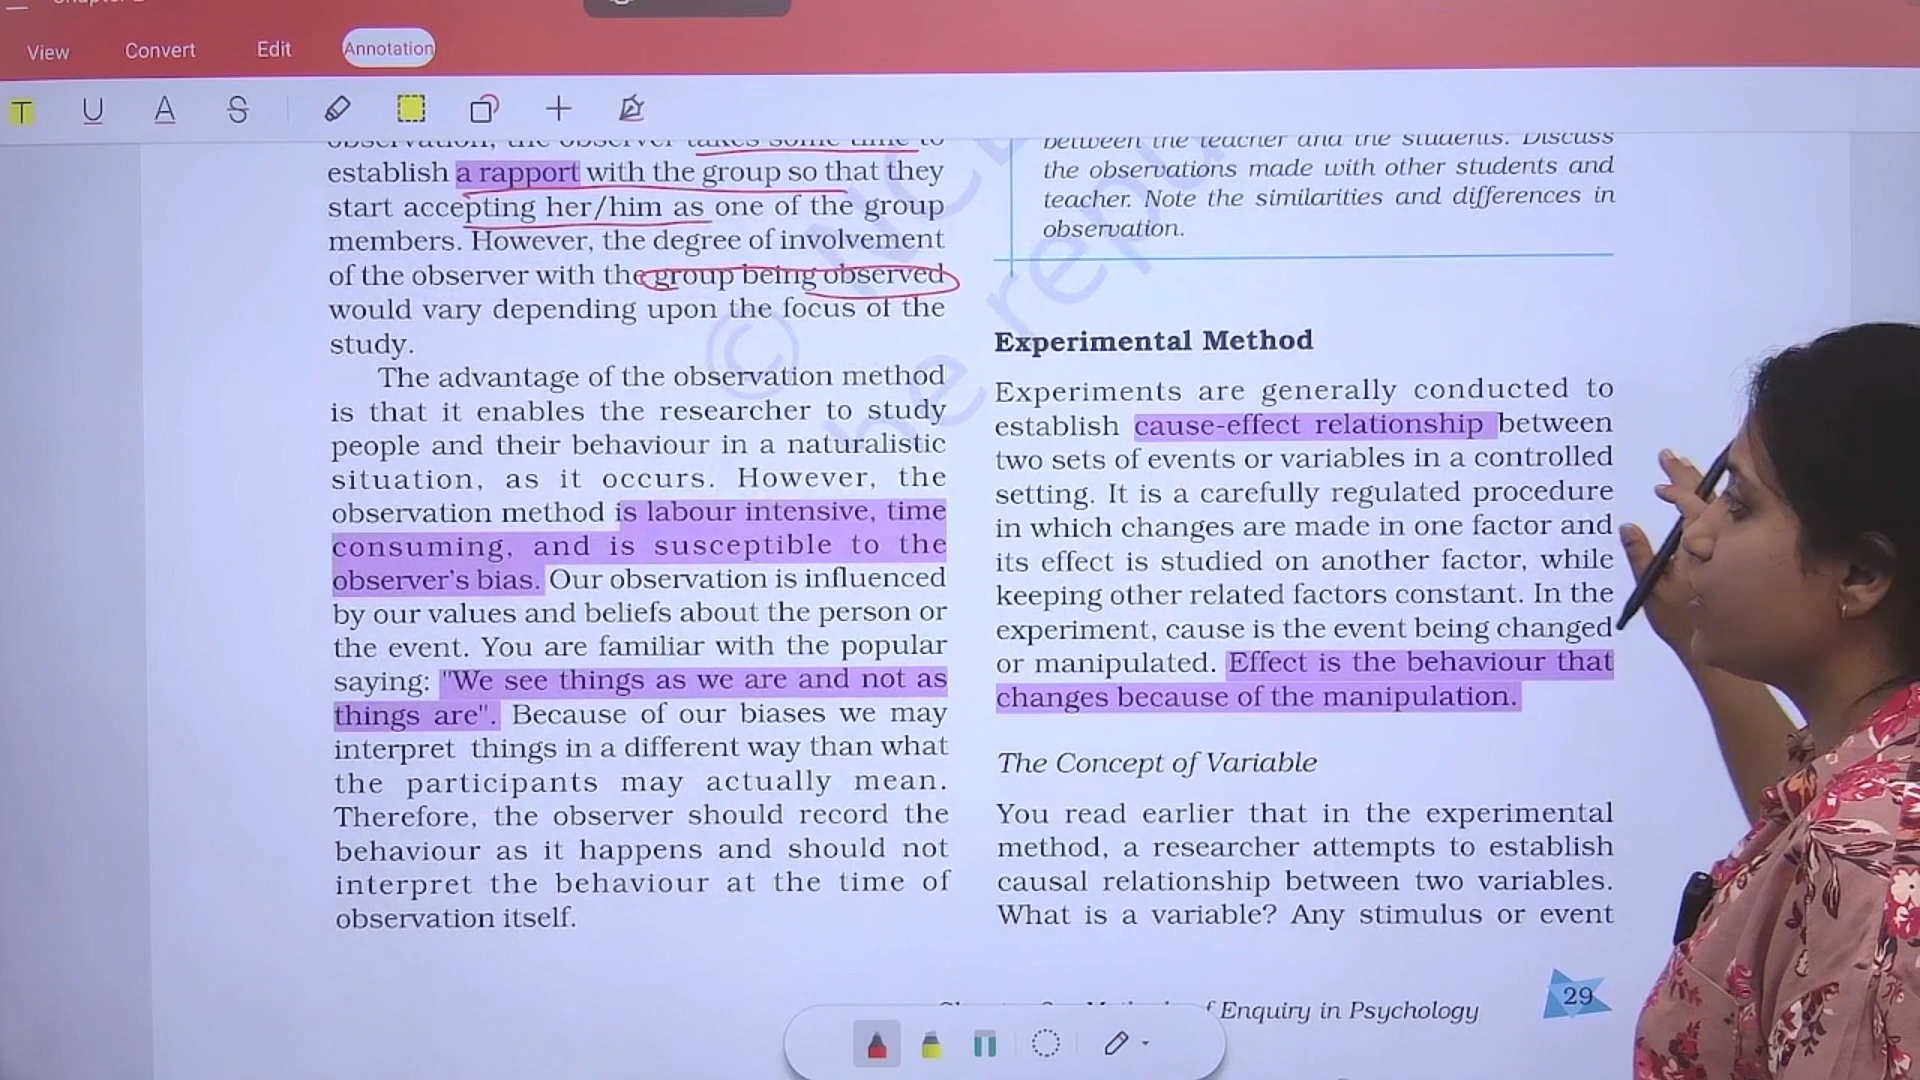 View
Convert
Edit
Annotation
T
U
A
S
observation, the observer takes some time to
establish a rapport with the group so that they
start accepting her/him as one of the group
members. However, the degree of involvement
of the observer with the group being observed
would vary depending upon the focus of the
study.
The advantage of the observation method
is that it enables the researcher to study
people and their behaviour in a naturalistic
situation, as it occurs. However, the
observation method is labour intensive, time
consuming, and is susceptible to the
observer's bias. Our observation is influenced
by our values and beliefs about the person or
the event. You are familiar with the popular
saying: "We see things as we are and not as
things are". Because of our biases we may
interpret things in a different way than what
the participants may actually mean.
Therefore, the observer should record the
behaviour as it happens and should not
interpret the behaviour at the time of
observation itself.
between the teacher and the students. Discuss
the observations made with other students and
teacher. Note the similarities and differences in
observation.
Experimental Method
Experiments are generally conducted to
establish cause-effect relationship between
two sets of events or variables in a controlled
setting. It is a carefully regulated procedure
in which changes are made in one factor and
its effect is studied on another factor, while
keeping other related factors constant. In the
experiment, cause is the event being changed
or manipulated. Effect is the behaviour that
changes because of the manipulation.
The Concept of Variable
You read earlier that in the experimental
method, a researcher attempts to establish
causal relationship between two variables.
What is a variable? Any stimulus or event
Enquiry in Psychology
29